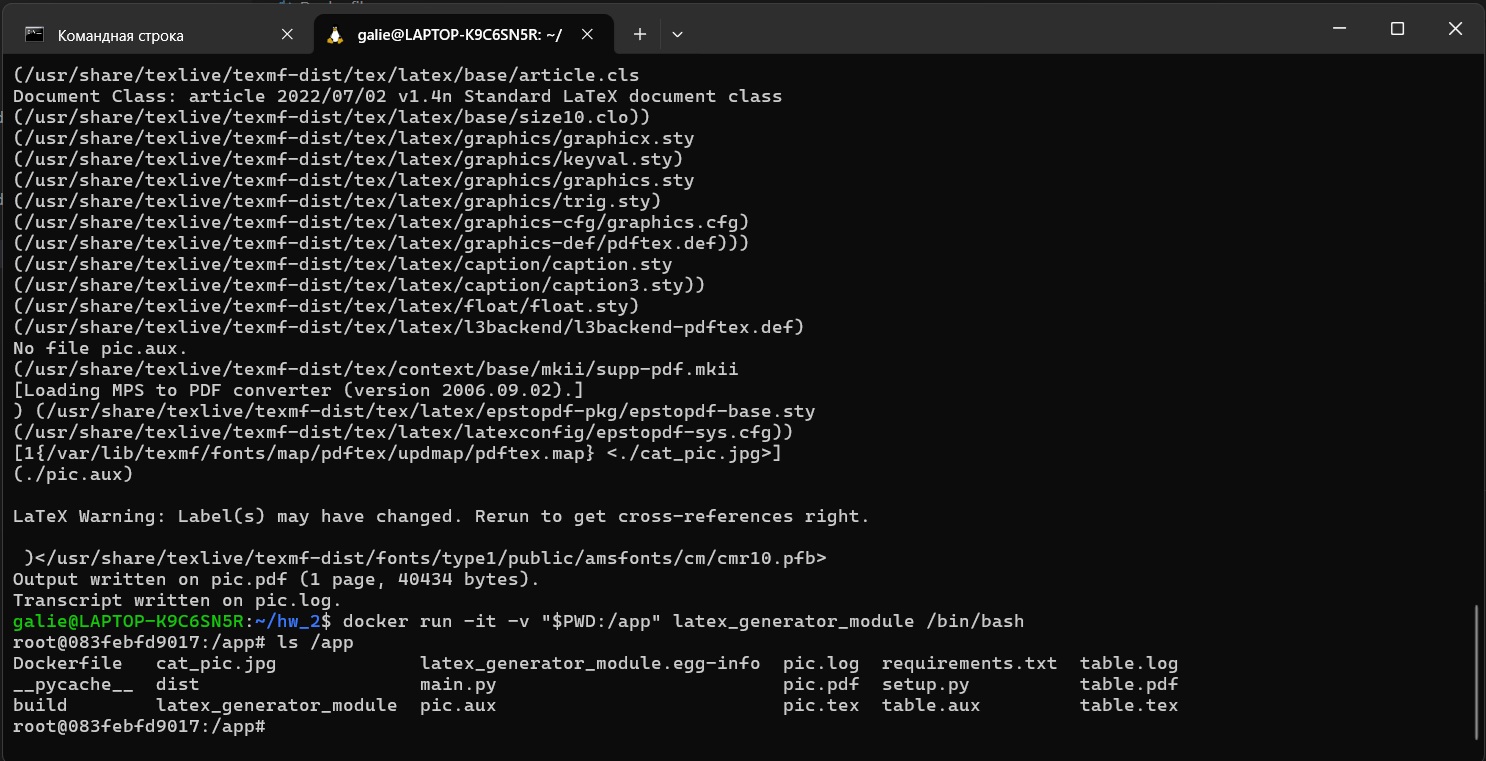 Командная строка
galie@LAPTOP-K9C6SN5R: ~/
(/usr/share/texlive/texmf-dist/tex/latex/base/article.cls
Document Class: article 2022/07/02 v1.4n Standard LaTeX document class
(/usr/share/texlive/texmf-dist/tex/latex/base/size10.clo))
(/usr/share/texlive/texmf-dist/tex/latex/graphics/graphicx.sty
(/usr/share/texlive/texmf-dist/tex/latex/graphics/keyval.sty)
(/usr/share/texlive/texmf-dist/tex/latex/graphics/graphics.sty
(/usr/share/texlive/texmf-dist/tex/latex/graphics/trig.sty)
(/usr/share/texlive/texmf-dist/tex/latex/graphics-cfg/graphics.cfg)
(/usr/share/texlive/texmf-dist/tex/latex/graphics-def/pdftex.def)))
(/usr/share/texlive/texmf-dist/tex/latex/caption/caption.sty
(/usr/share/texlive/texmf-dist/tex/latex/caption/caption3.sty))
(/usr/share/texlive/texmf-dist/tex/latex/float/float.sty)
(/usr/share/texlive/texmf-dist/tex/latex/l3backend/l3backend-pdftex.def)
No file pic.aux.
(/usr/share/texlive/texmf-dist/tex/context/base/mkii/supp-pdf.mkii
[Loading MPS to PDF converter (version 2006.09.02).]
) (/usr/share/texlive/texmf-dist/tex/latex/epstopdf-pkg/epstopdf-base.sty
(/usr/share/texlive/texmf-dist/tex/latex/latexconfig/epstopdf-sys.cfg))
[1{/var/lib/texmf/fonts/map/pdftex/updmap/pdftex.map} <./cat_pic.jpg>]
(./pic.aux)
LaTeX Warning: Label(s) may have changed. Rerun to get cross-references right.
)</usr/share/texlive/texmf-dist/fonts/type1/public/amsfonts/cm/cmr10.pfb>
Output written on pic.pdf (1 page, 40434 bytes).
Transcript written on pic.log.
galie@LAPTOP-K9C6SN5R:~/hw_2$ docker run -it -v "$PWD:/app" latex_generator_module /bin/bash
root@083febfd9017:/app# ls /app
Dockerfile cat_pic.jpg latex_generator_module.egg-info pic.log requirements.txt table.log
__pycache__ dist main.py pic.pdf setup.py table.pdf
build latex_generator_module pic.aux pic.tex table.aux table.tex
root@083febfd9017:/app#